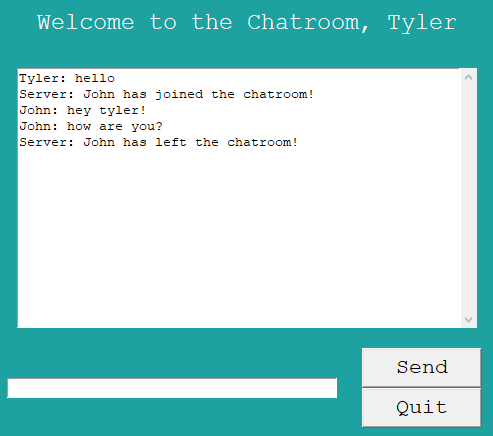 Welcome to the Chatroom, Tyler
Tyler: hello
Server: John has joined the chatroom!
John: hey tyler!
John: how are you?
Server: John has left the chatroom!
Send
Quit